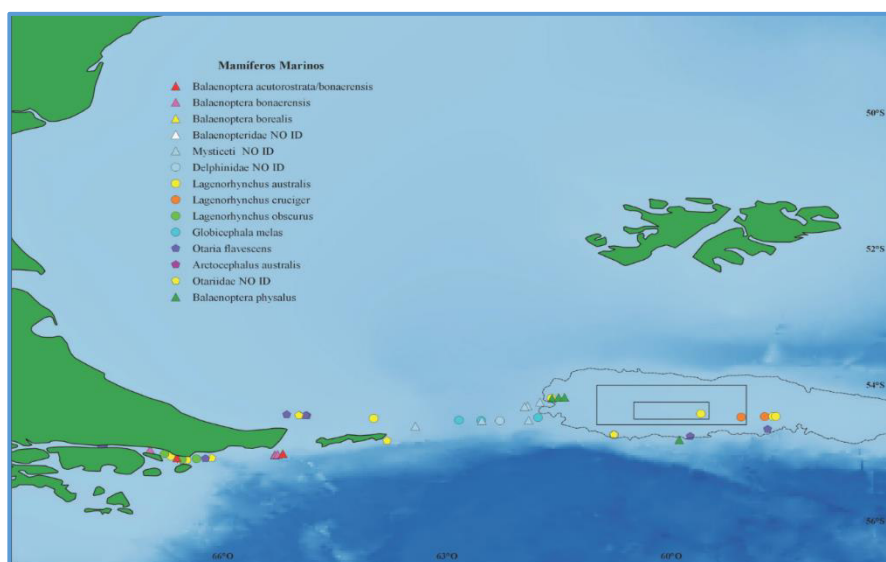 Mamíferos Marinos
Balaenoptera acutorostrata/bonaerensis
Balaenoptera bonaerensis
Balaenoptera borealis
Balaenopteridae NO ID
Mysticeti NO ID
Delphinidae NO ID
Lagenorhynchus australis
Lagenorhynchus cruciger
Lagenorhynchus obscurus
Globicephala melas
Otaria flavescens
Arctocephalus australis
Otariidae NO ID
Balaenoptera physalus
50°S
52°S
54°S
56°S
66°O
63°O
60°O